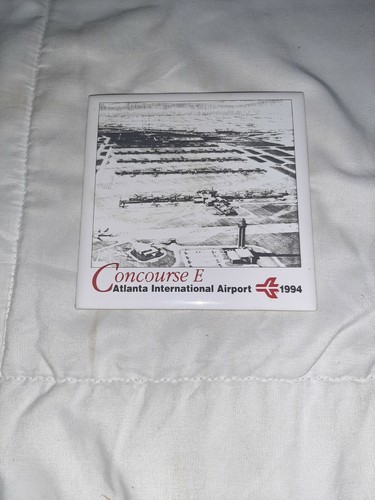 Concourse E
Atlanta International Airport 1994